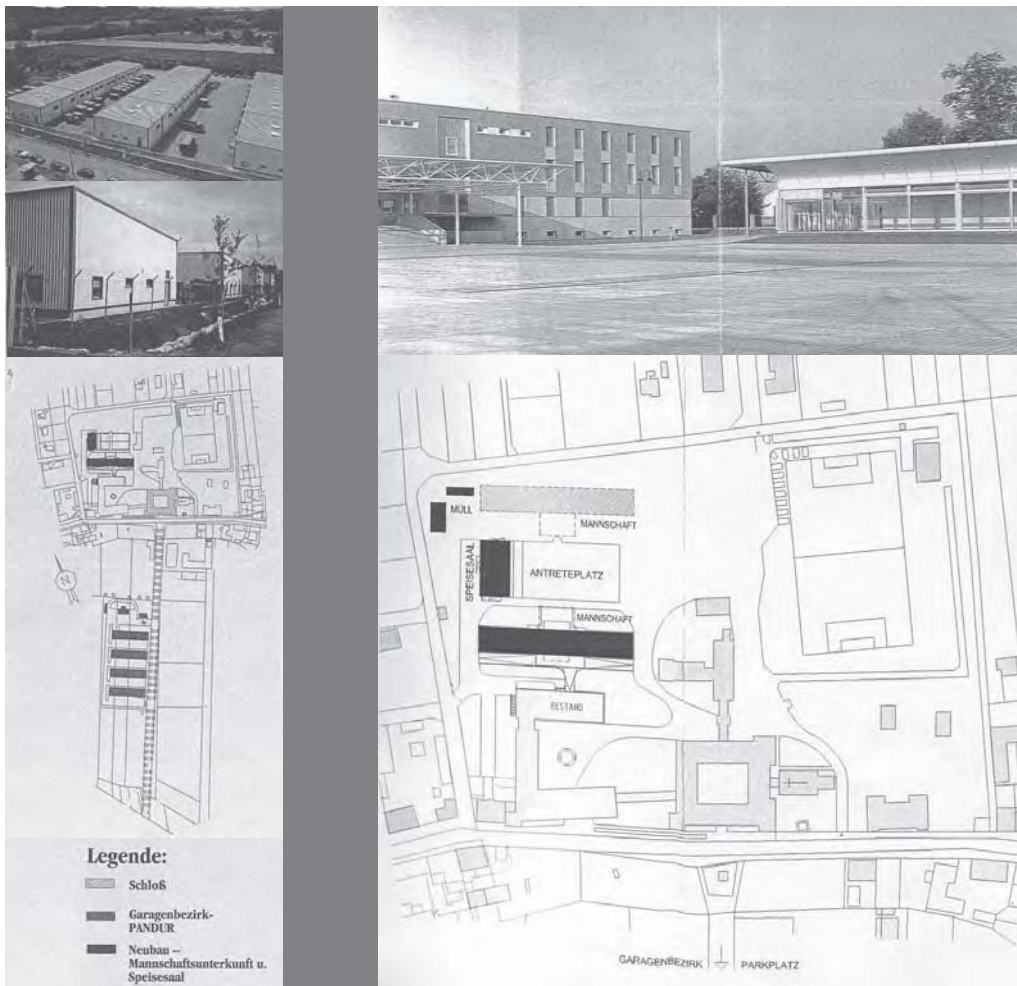 N
Legende:
Schloß
Garagenbezirk-
PANDUR
Neubau –
Mannschaftsunterkunft u.
Speisesaal
MÜLL
MANNSCHAFT
SPEISESAAL
ANTRETEPLATZ
MANNSCHAFT
BESTAND
GARAGENBEZIRK
PARKPLATZ